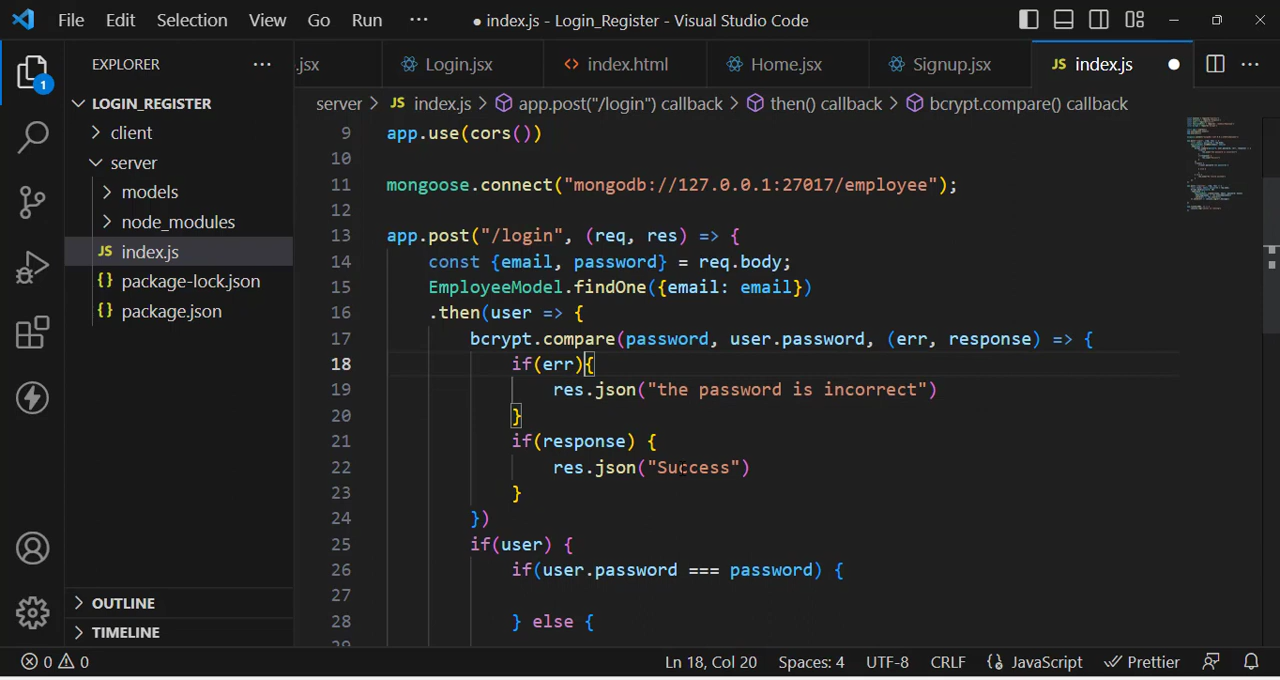 File Edit Selection View Go Run ··· ● index.js - Login_Register - Visual Studio Code
EXPLORER ···
.jsx Login.jsx <> index.html Home.jsx Signup.jsx JS index.js ● ···
LOGIN_REGISTER
client
server
models
node_modules
JS index.js
{} package-lock.json
{} package.json
OUTLINE
TIMELINE
1
server > JS index.js > app.post("/login") callback > then() callback > bcrypt.compare() callback
9 app.use(cors())
10
11 mongoose.connect("mongodb://127.0.0.1:27017/employee");
12
13 app.post("/login", (req, res) => {
14 const {email, password} = req.body;
15 EmployeeModel.findOne({email: email})
16 .then(user => {
17 bcrypt.compare(password, user.password, (err, response) => {
18 if(err){
19 res.json("the password is incorrect")
20 }
21 if(response) {
22 res.json("Success")
23 }
24 })
25 if(user) {
26 if(user.password === password) {
27
28 } else {
29
0 0 Ln 18, Col 20 Spaces: 4 UTF-8 CRLF {} JavaScript Prettier